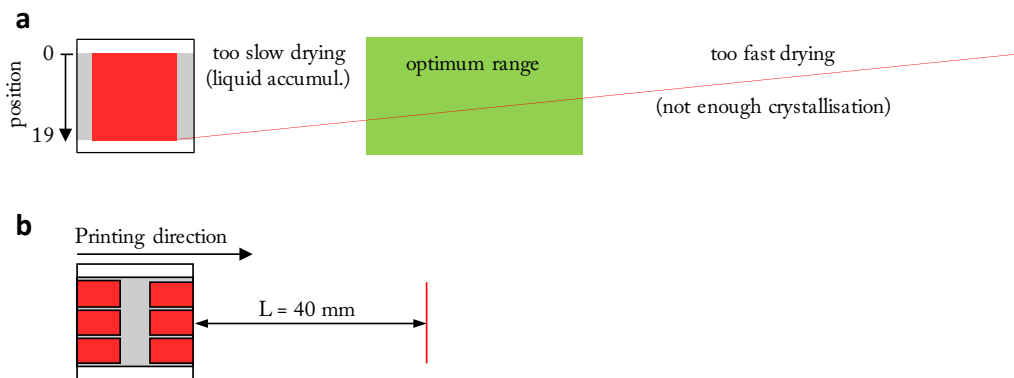 a
0
position
19
too slow drying
(liquid accumul.)
optimum range
too fast drying
(not enough crystallisation)
b
Printing direction
L = 40 mm